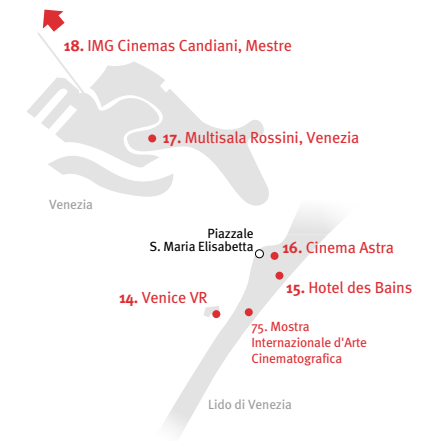 18. IMG Cinemas Candiani, Mestre
17. Multisala Rossini, Venezia
Venezia
Piazzale
S. Maria Elisabetta
16. Cinema Astra
15. Hotel des Bains
14. Venice VR
75. Mostra
Internazionale d'Arte
Cinematografica
Lido di Venezia